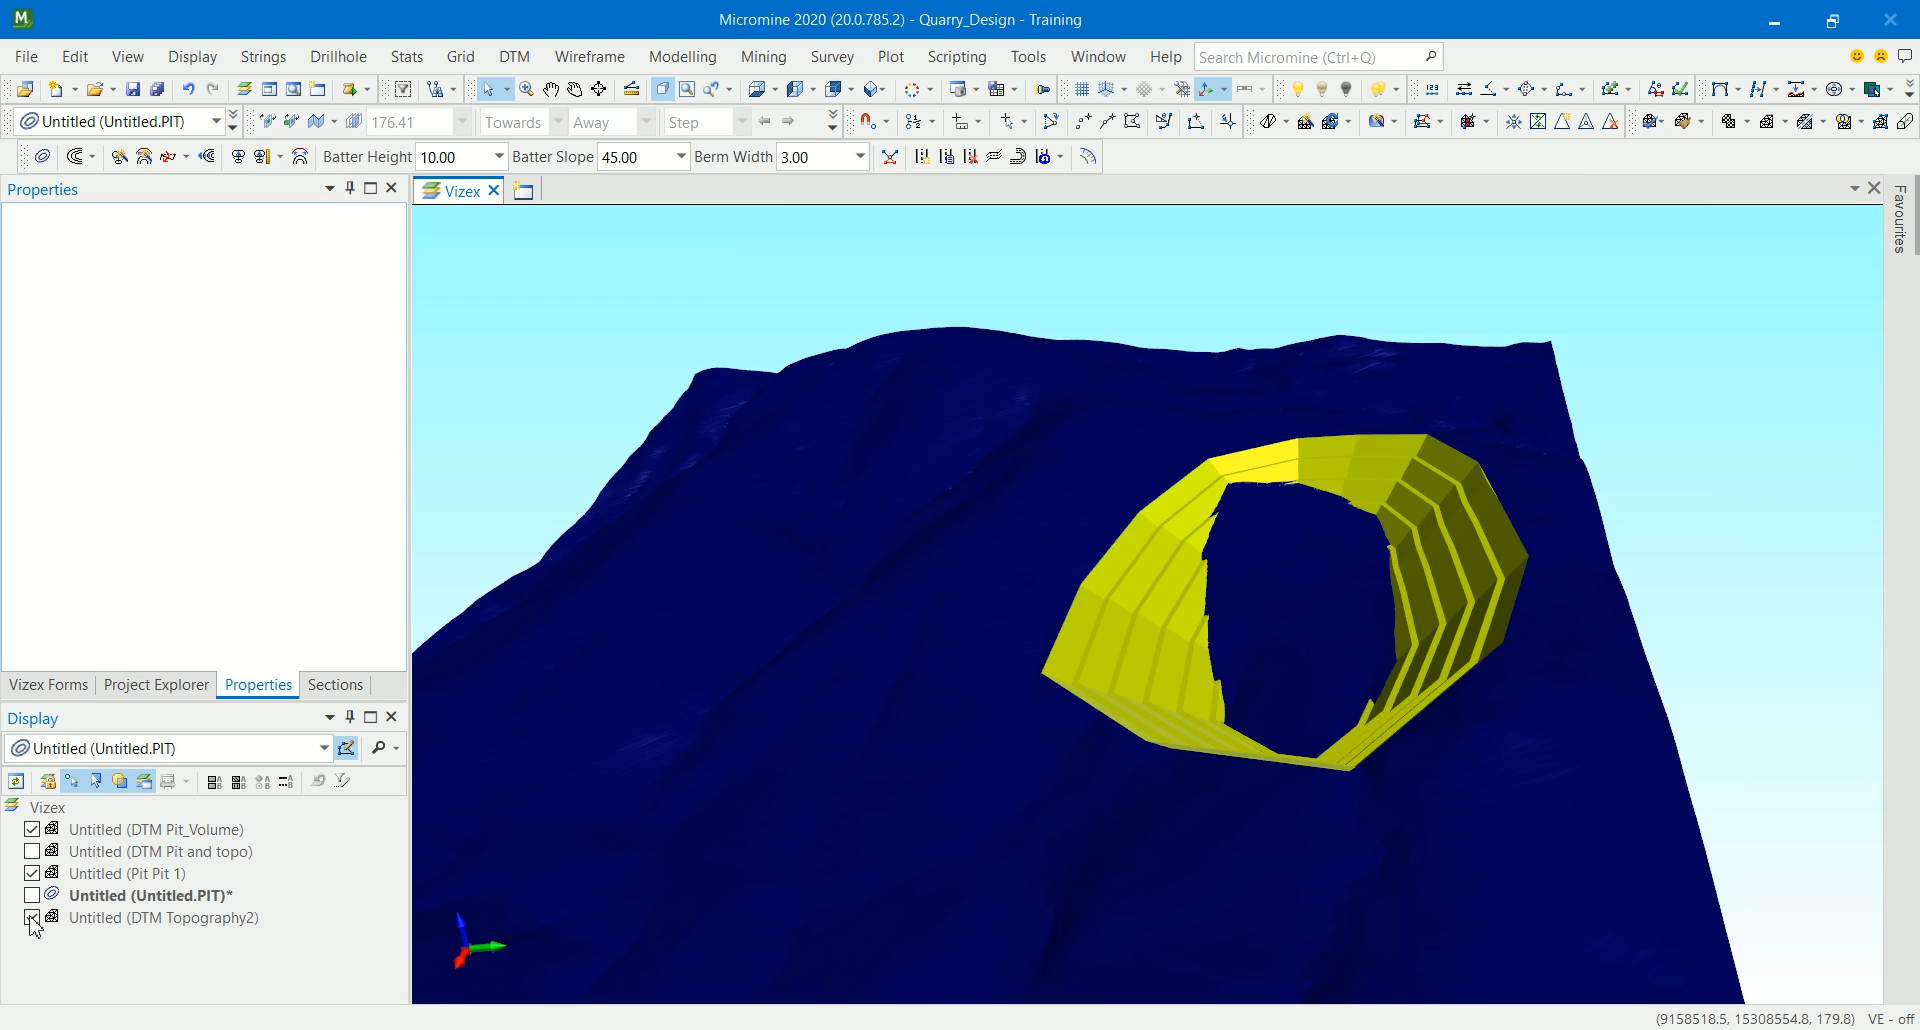 M
Micromine 2020 (20.0.785.2) - Quarry_Design - Training
File Edit View Display Strings Drillhole Stats Grid DTM Wireframe Modelling Mining Survey Plot Scripting Tools Window Help Search Micromine (Ctrl+Q)
Untitled (Untitled.PIT) 176.41 Towards Away Step
Batter Height 10.00 Batter Slope 45.00 Berm Width 3.00
Properties
Vizex
Favourites
Vizex Forms Project Explorer Properties Sections
Display
Untitled (Untitled.PIT)
Vizex
Untitled (DTM Pit_Volume)
Untitled (DTM Pit and topo)
Untitled (Pit Pit 1)
Untitled (Untitled.PIT)*
Untitled (DTM Topography2)
(9158518.5, 15308554.8, 179.8) VE - off